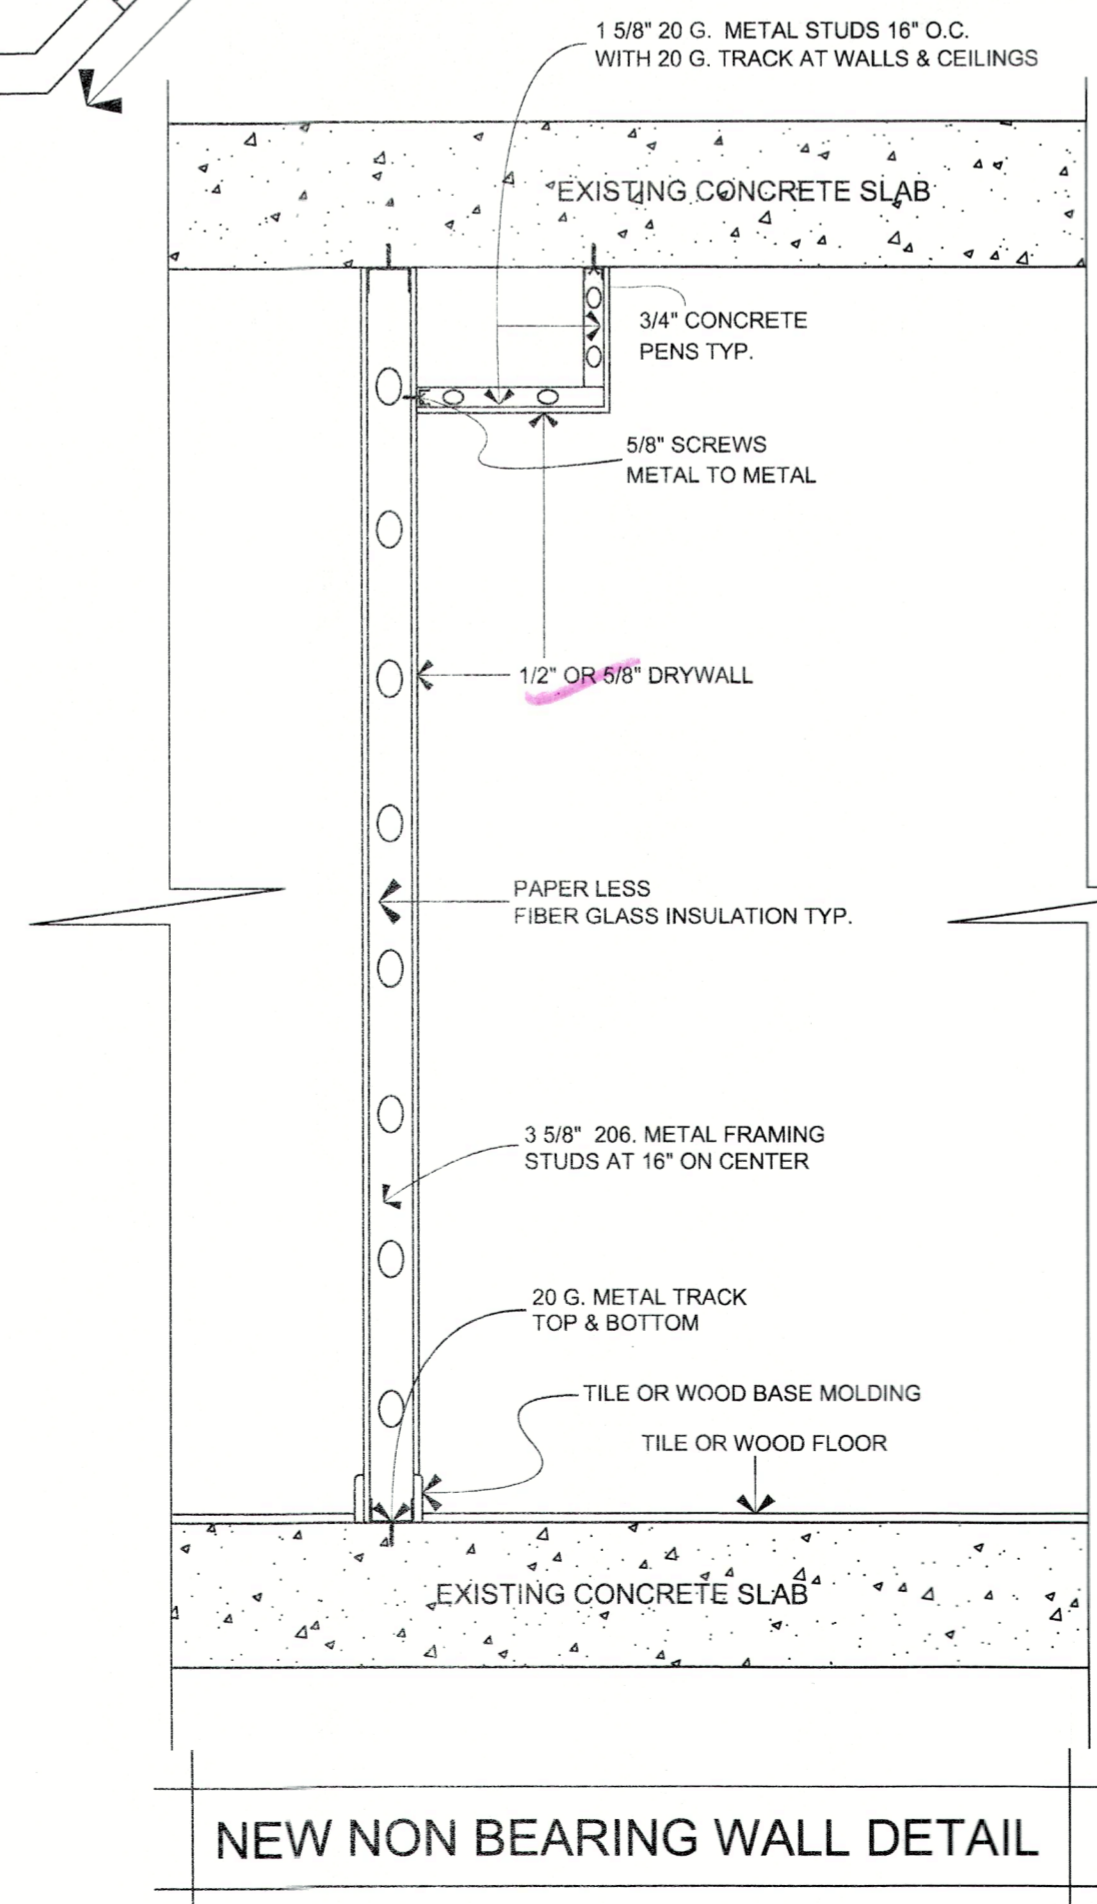 1 5/8" 20 G. METAL STUDS 16" O.C.
WITH 20 G. TRACK AT WALLS & CEILINGS
EXISTING CONCRETE SLAB
3/4" CONCRETE
PENS TYP.
5/8" SCREWS
METAL TO METAL
1/2" OR 5/8" DRYWALL
PAPER LESS
FIBER GLASS INSULATION TYP.
3 5/8" 206. METAL FRAMING
STUDS AT 16" ON CENTER
20 G. METAL TRACK
TOP & BOTTOM
TILE OR WOOD BASE MOLDING
TILE OR WOOD FLOOR
EXISTING CONCRETE SLAB
NEW NON BEARING WALL DETAIL